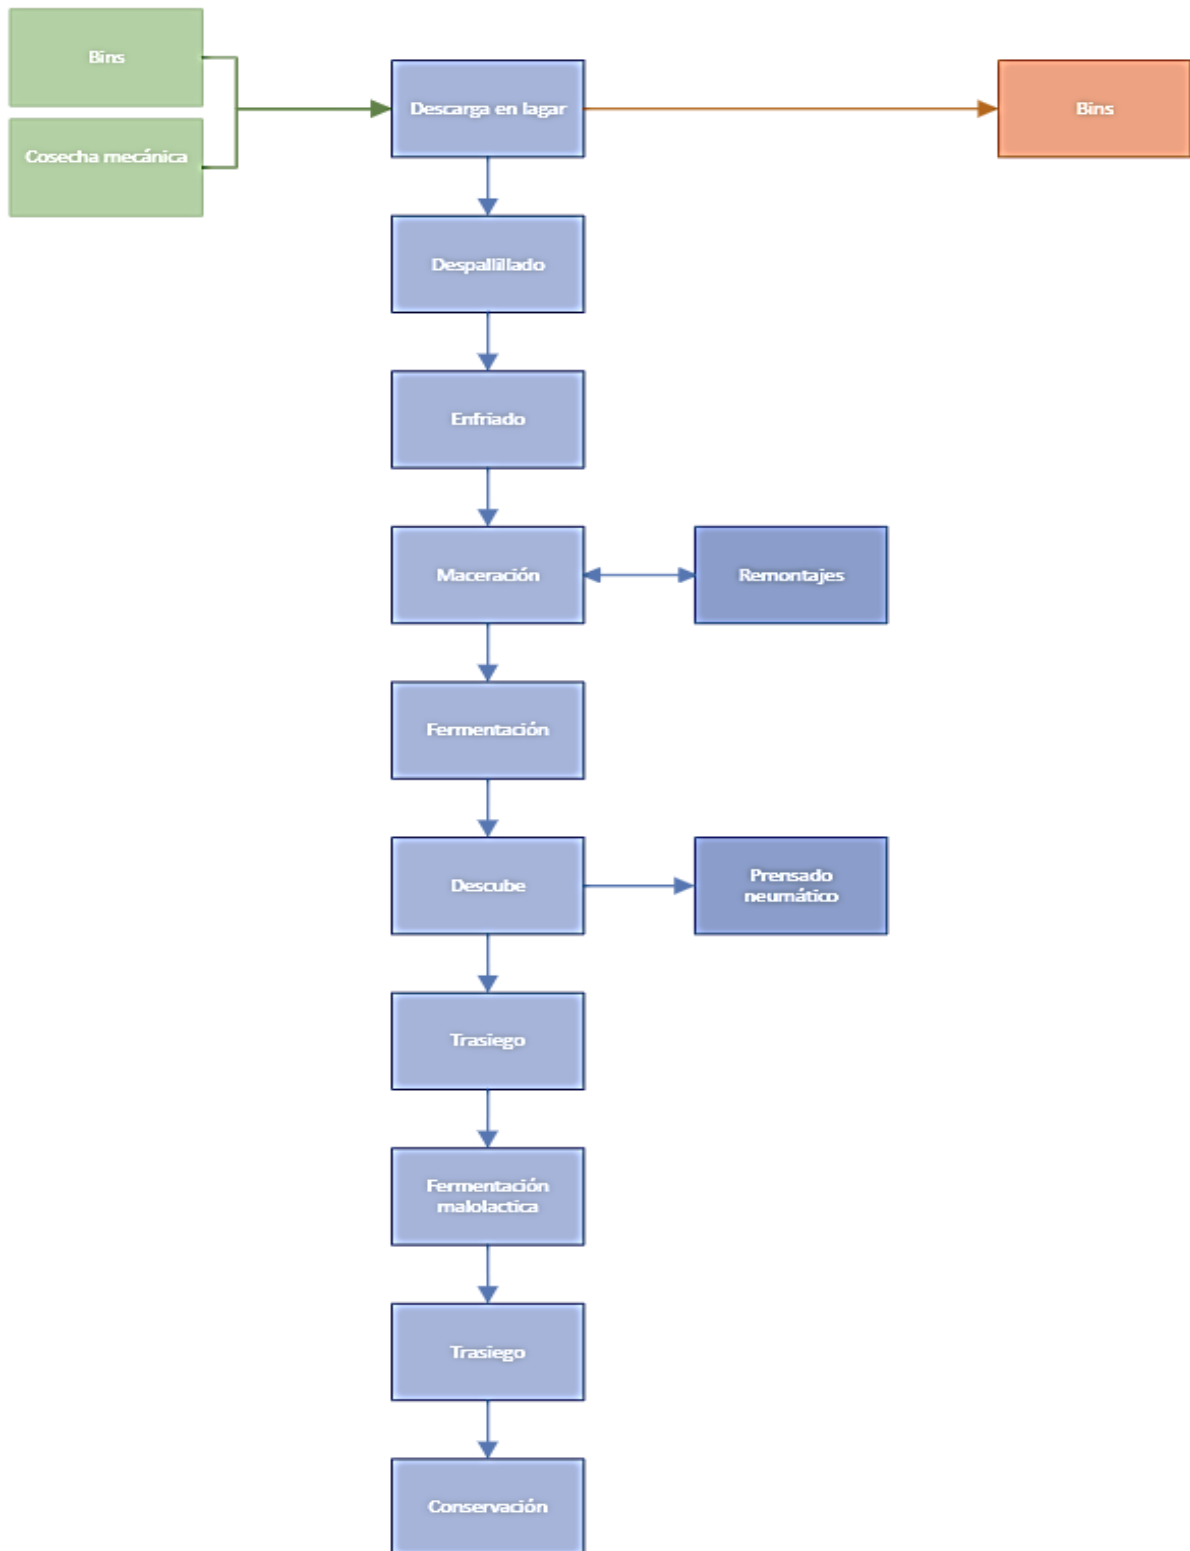 Bins
Cosecha mecánica
Descarga en lagar
Bins
Despallillado
Enfriado
Maceración
Remontajes
Fermentación
Descube
Prensado
neumático
Trasiego
Fermentación
malolactica
Trasiego
Conservación